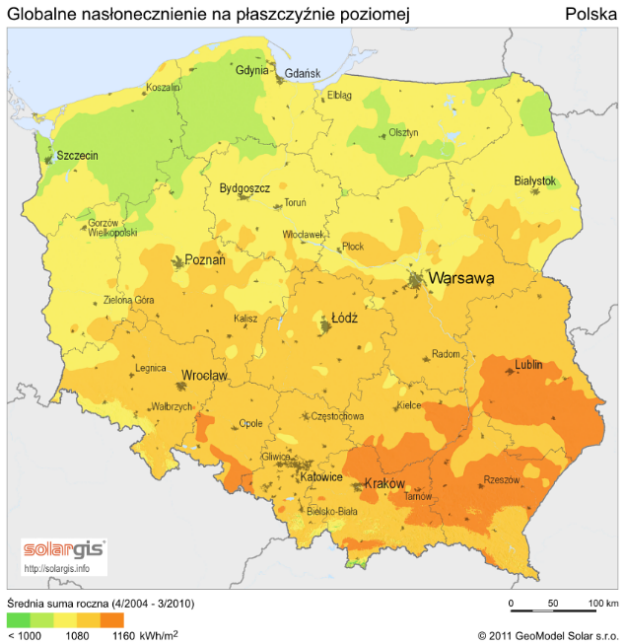 Globalne nasłonecznienie na płaszczyźnie poziomej
Polska
Gdynia
Gdańsk
Koszalin
Elbląg
Olsztyn
Szczecin
Białystok
Bydgoszcz
Toruń
Gorzów
Wielkopolski
Włocławek
Płock
Poznań
Warsawa
Zielona Góra
Kalisz
Łódź
Radom
Lublin
Legnica
Wrocław
Wałbrzych
Opole
Częstochowa
Kielce
Gliwice
Katowice
Kraków
Tarnów
Rzeszów
Bielsko-Biała
solargis
http://solargis.info
Średnia suma roczna (4/2004 - 3/2010)
< 1000 1080 1160 kWh/m²
0 50 100 km
© 2011 GeoModel Solar s.r.o.